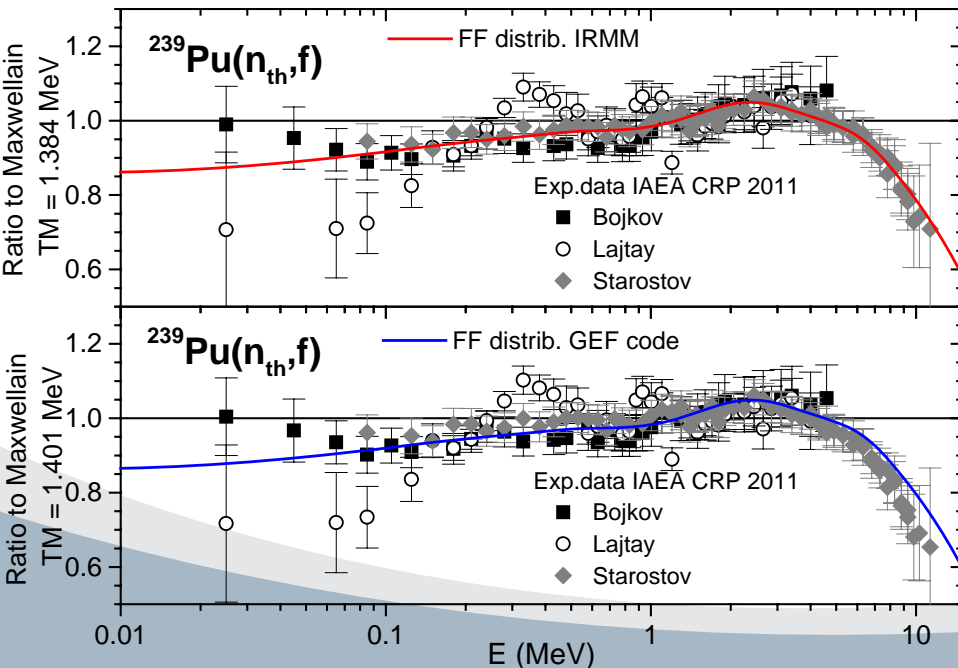 Ratio to Maxwellain
TM = 1.384 MeV
1.2
1.0
0.8
0.6
²³⁹Pu(nth,f)
FF distrib. IRMM
Exp.data IAEA CRP 2011
Bojkov
Lajtay
Starostov
Ratio to Maxwellain
TM = 1.401 MeV
1.2
1.0
0.8
0.6
²³⁹Pu(nth,f)
FF distrib. GEF code
Exp.data IAEA CRP 2011
Bojkov
Lajtay
Starostov
0.01 0.1 1 10
E (MeV)